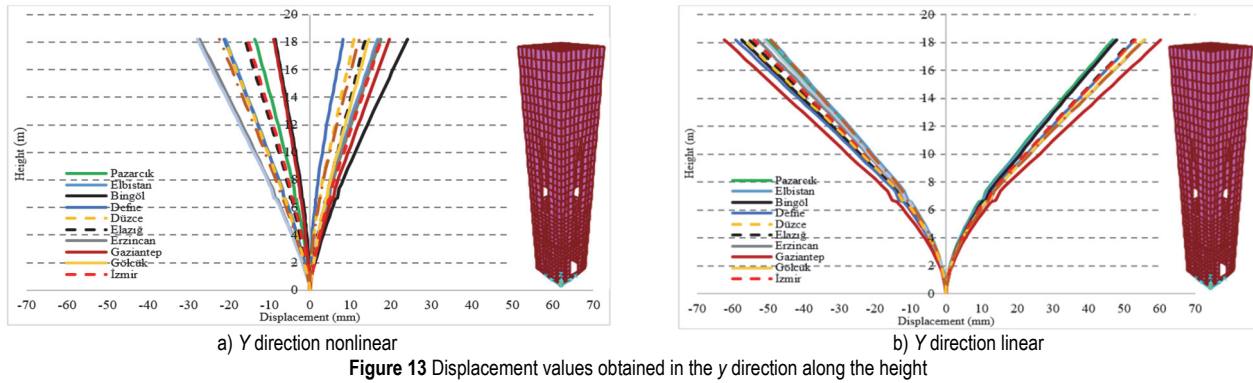 20
18
16
14
12
10
8
6
4
2
0
Height (m)
Pazarcık
Elbistan
Bingöl
Defne
Düzce
Elazığ
Erzincan
Gaziantep
Gölcük
İzmir
-70 -60 -50 -40 -30 -20 -10 0 10 20 30 40 50 60 70
Displacement (mm)
a) Y direction nonlinear
20
18
16
14
12
10
8
6
4
2
0
Height (m)
Pazarcık
Elbistan
Bingöl
Defne
Düzce
Elazığ
Erzincan
Gaziantep
Gölcük
İzmir
-70 -60 -50 -40 -30 -20 -10 0 10 20 30 40 50 60 70
Displacement (mm)
b) Y direction linear
Figure 13 Displacement values obtained in the y direction along the height